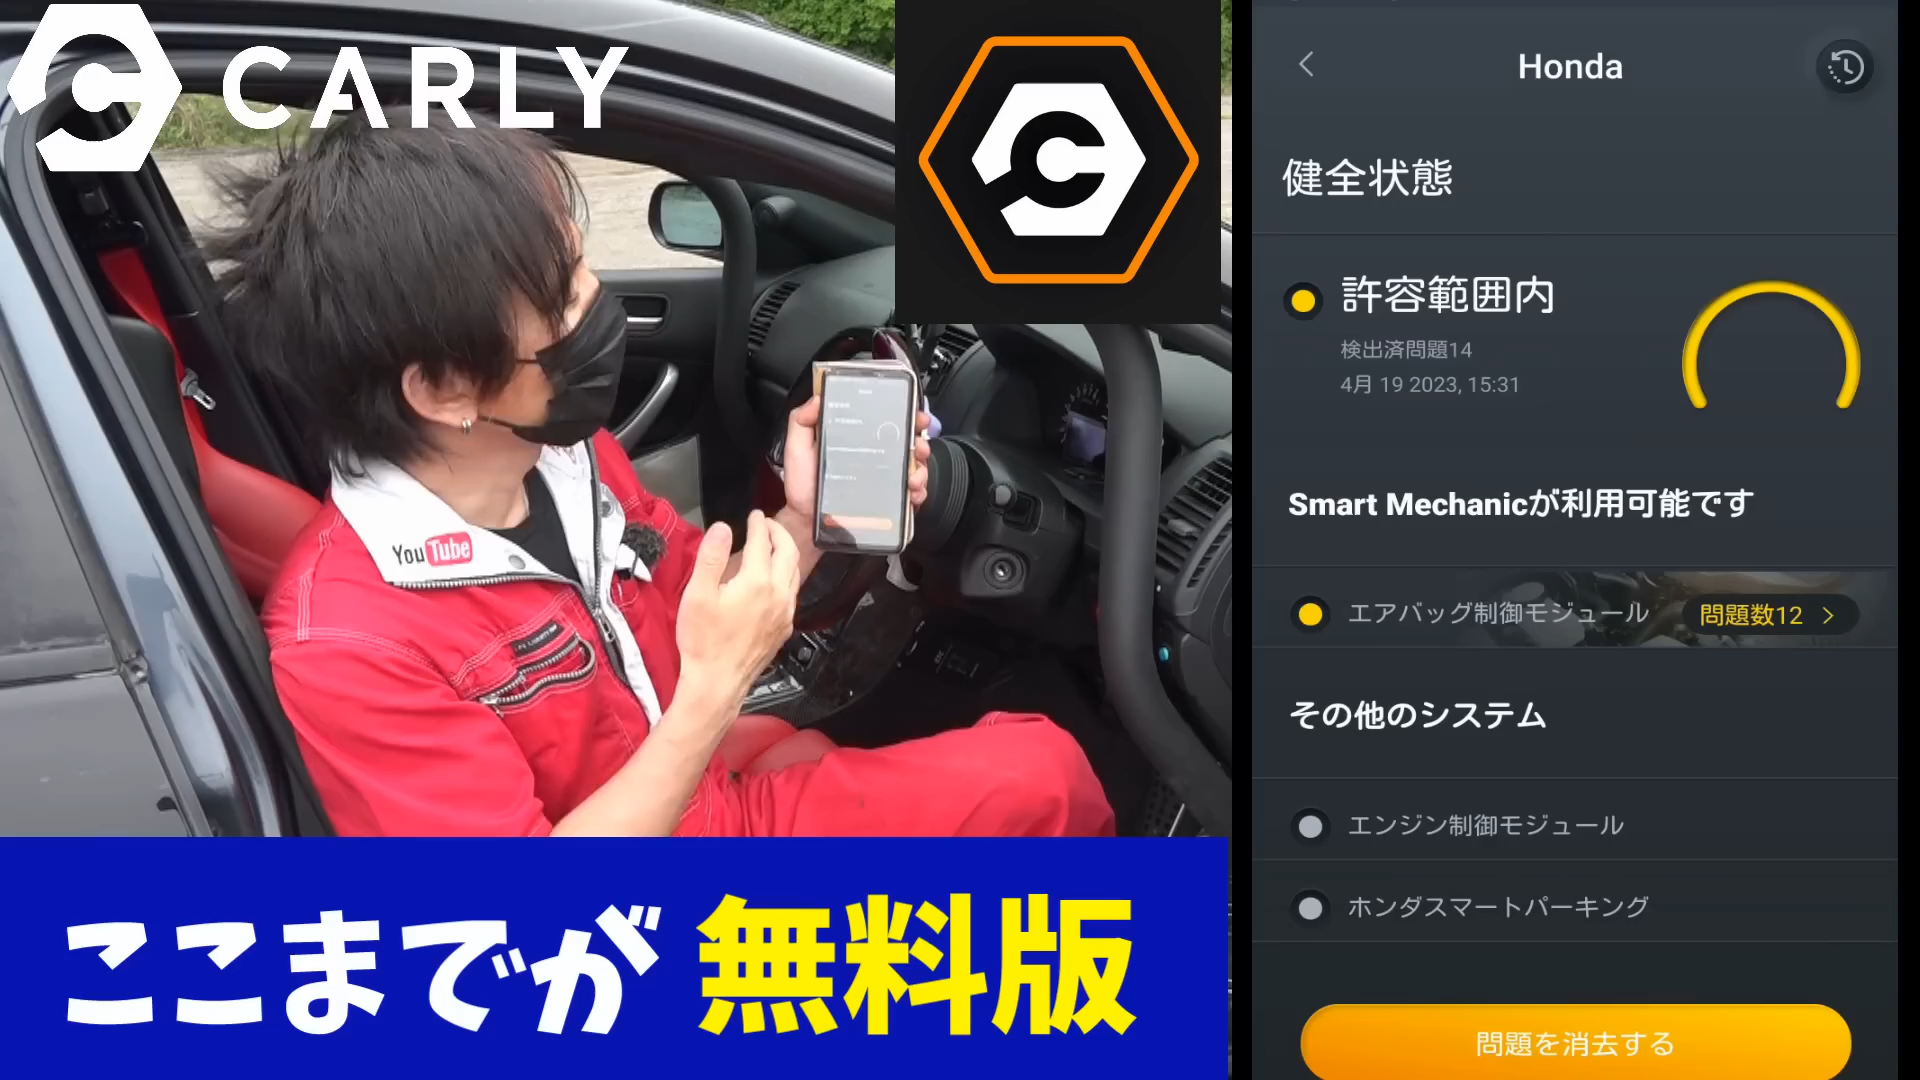 CARLY
YouTube
ここまでが 無料版
Honda
健全状態
許容範囲内
検出済問題14
4月 19 2023, 15:31
Smart Mechanicが利用可能です
エアバッグ制御モジュール 問題数12 >
その他のシステム
エンジン制御モジュール
ホンダスマートパーキング
問題を消去する